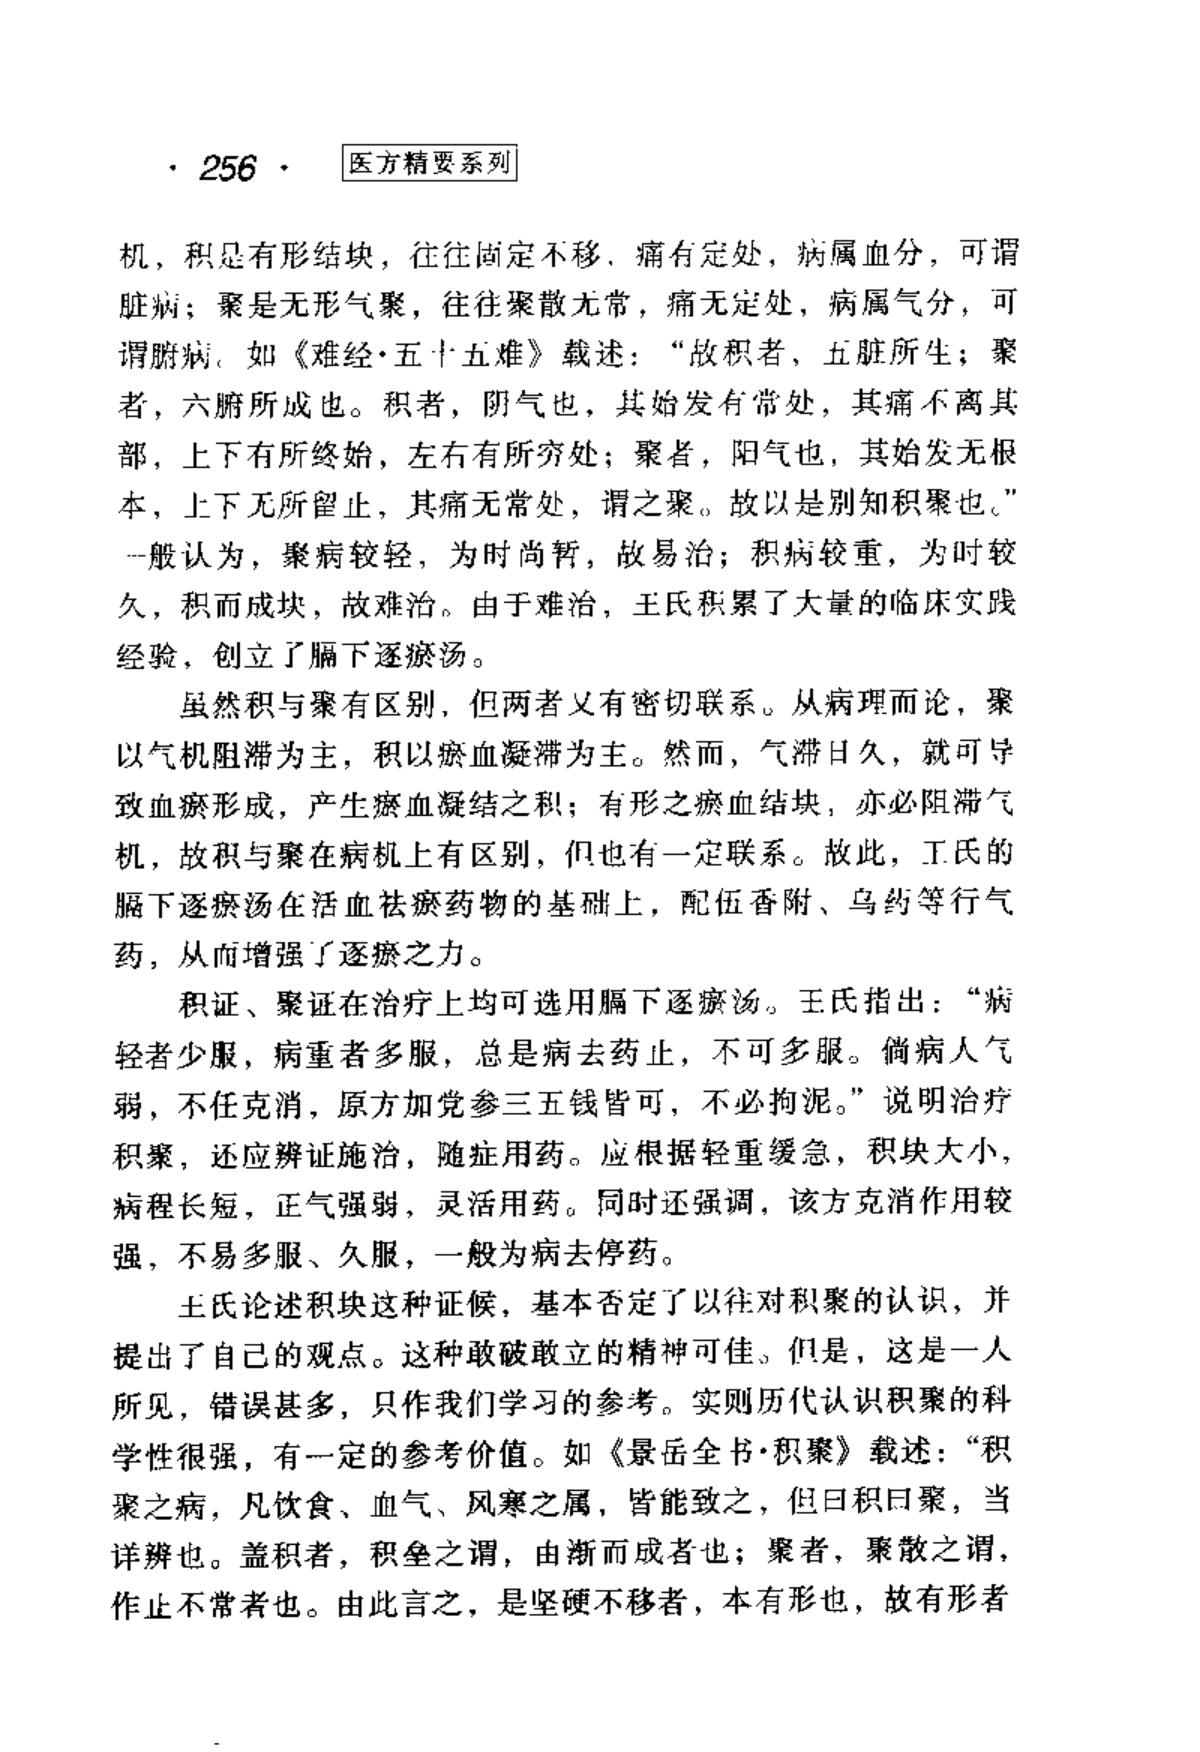 · 256 · 医方精要系列
机，积是有形结块，往往固定不移，痛有定处，病属血分，可谓
脏病；聚是无形气聚，往往聚散无常，痛无定处，病属气分，可
谓腑病。如《难经·五十五难》载述：“故积者，五脏所生；聚
者，六腑所成也。积者，阴气也，其始发有常处，其痛不离其
部，上下有所终始，左右有所穷处；聚者，阳气也，其始发无根
本，上下无所留止，其痛无常处，谓之聚。故以是别知积聚也。”
一般认为，聚病较轻，为时尚暂，故易治；积病较重，为时较
久，积而成块，故难治。由于难治，王氏积累了大量的临床实践
经验，创立了膈下逐瘀汤。
虽然积与聚有区别，但两者又有密切联系。从病理而论，聚
以气机阻滞为主，积以瘀血凝滞为主。然而，气滞日久，就可导
致血瘀形成，产生瘀血凝结之积；有形之瘀血结块，亦必阻滞气
机，故积与聚在病机上有区别，但也有一定联系。故此，王氏的
膈下逐瘀汤在活血祛瘀药物的基础上，配伍香附、乌药等行气
药，从而增强了逐瘀之力。
积证、聚证在治疗上均可选用膈下逐瘀汤。王氏指出：“病
轻者少服，病重者多服，总是病去药止，不可多服。倘病人气
弱，不任克消，原方加党参三五钱皆可，不必拘泥。”说明治疗
积聚，还应辨证施治，随症用药。应根据轻重缓急，积块大小，
病程长短，正气强弱，灵活用药。同时还强调，该方克消作用较
强，不易多服、久服，一般为病去停药。
王氏论述积块这种证候，基本否定了以往对积聚的认识，并
提出了自己的观点。这种敢破敢立的精神可佳。但是，这是一人
所见，错误甚多，只作我们学习的参考。实则历代认识积聚的科
学性很强，有一定的参考价值。如《景岳全书·积聚》载述：“积
聚之病，凡饮食、血气、风寒之属，皆能致之，但曰积曰聚，当
详辨也。盖积者，积垒之谓，由渐而成者也；聚者，聚散之谓，
作止不常者也。由此言之，是坚硬不移者，本有形也，故有形者